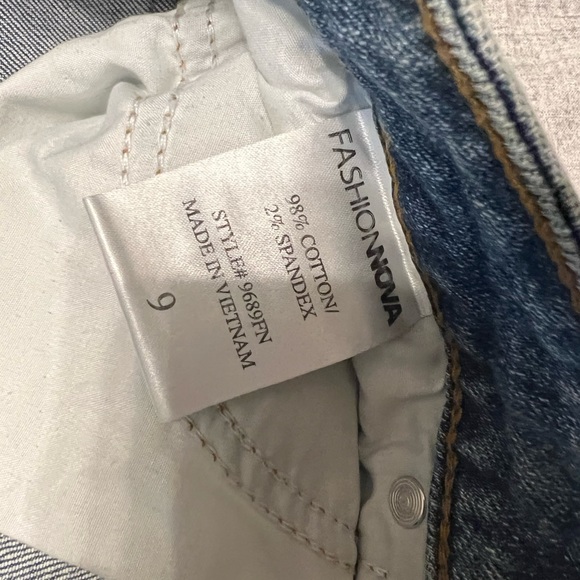 FASHIONNOVA
98% COTTON/
2% SPANDEX
STYLE# 9689FN
MADE IN VIETNAM
9